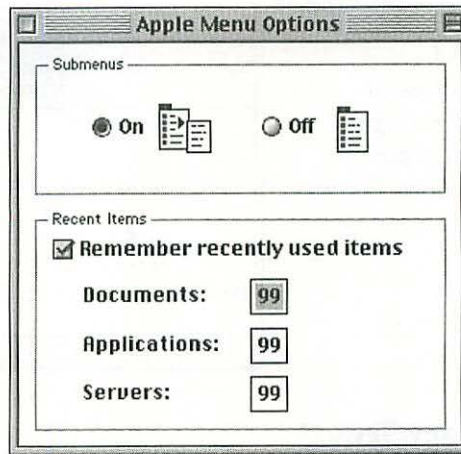 Apple Menu Options
Submenus
On
Off
Recent Items
Remember recently used items
Documents: 99
Applications: 99
Servers: 99